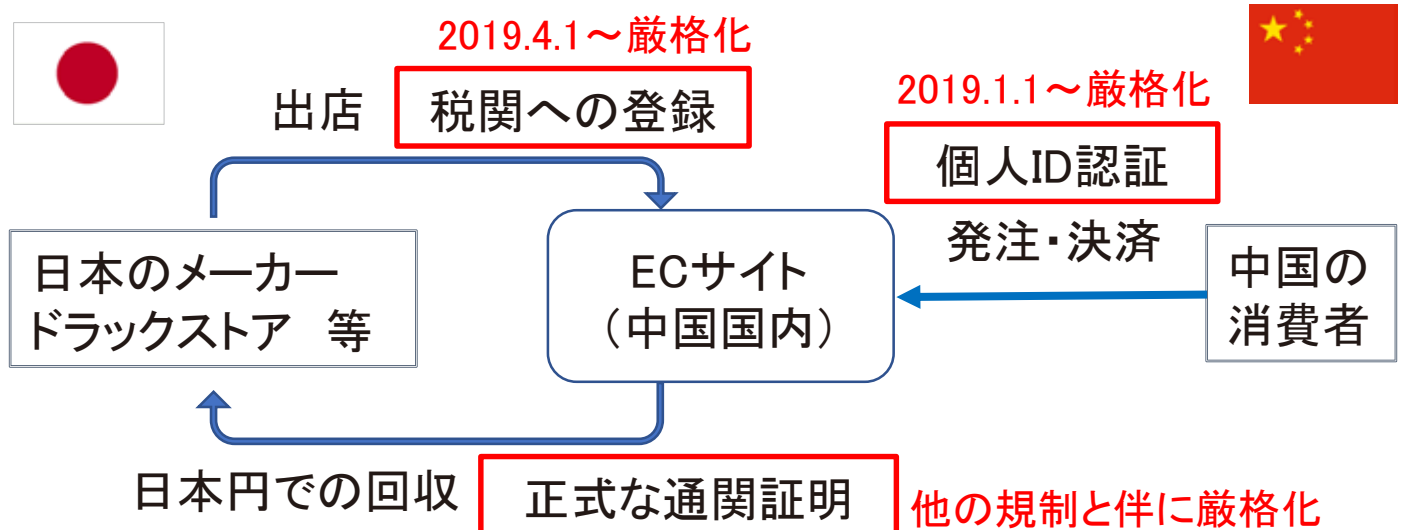 2019.4.1～厳格化
出店
税関への登録
2019.1.1～厳格化
個人ID認証
発注・決済
日本のメーカー
ドラックストア　等
ECサイト
（中国国内）
中国の
消費者
日本円での回収
正式な通関証明
他の規制と伴に厳格化